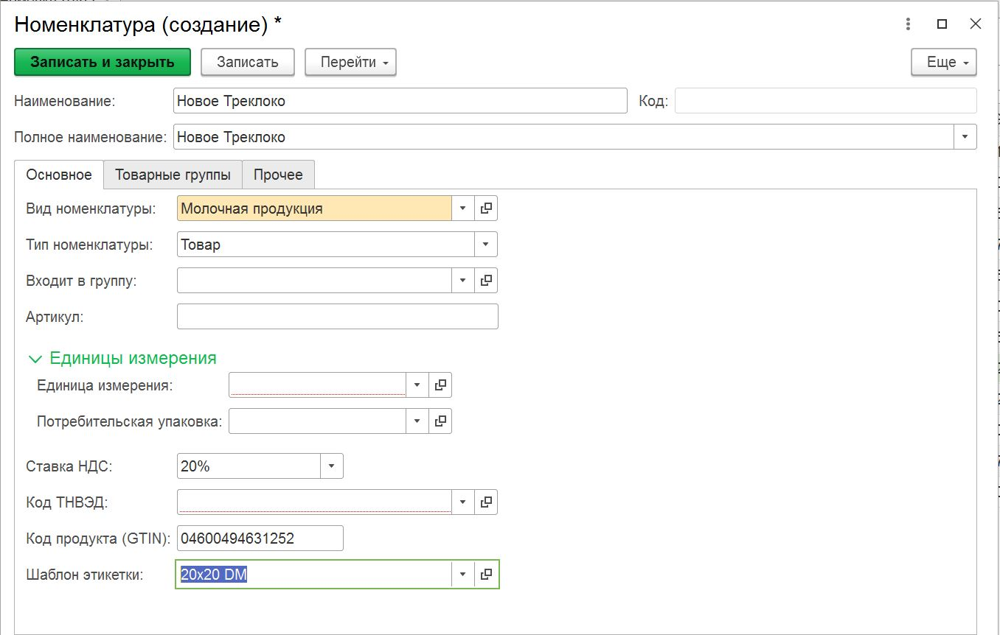 Номенклатура (создание) *
Записать и закрыть Записать Перейти Еще
Наименование: Новое Треклоко Код:
Полное наименование: Новое Треклоко
Основное Товарные группы Прочее
Вид номенклатуры: Молочная продукция
Тип номенклатуры: Товар
Входит в группу:
Артикул:
Единицы измерения
Единица измерения:
Потребительская упаковка:
Ставка НДС: 20%
Код ТНВЭД:
Код продукта (GTIN): 04600494631252
Шаблон этикетки: 20x20 DM